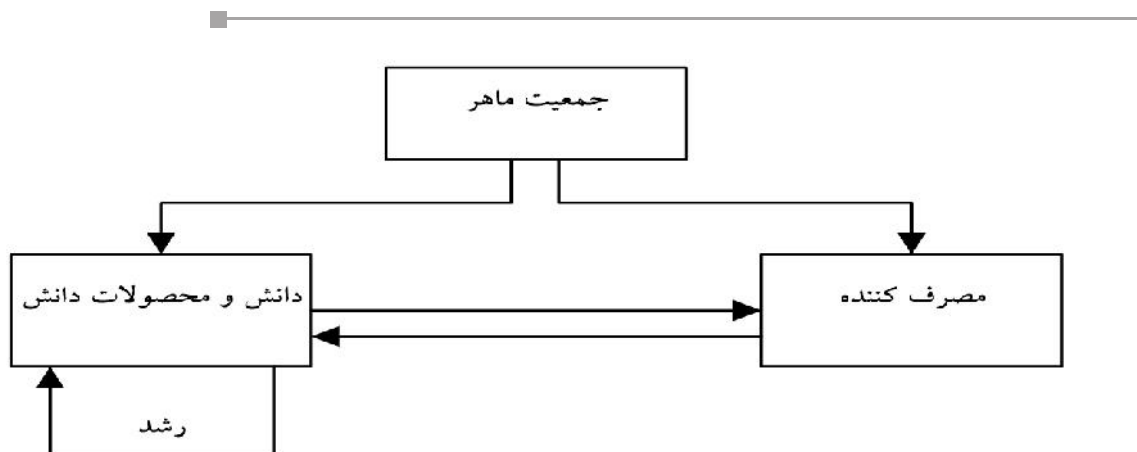 جمعیت ماهر
مصرف کننده
دانش و محصولات دانش
رشد